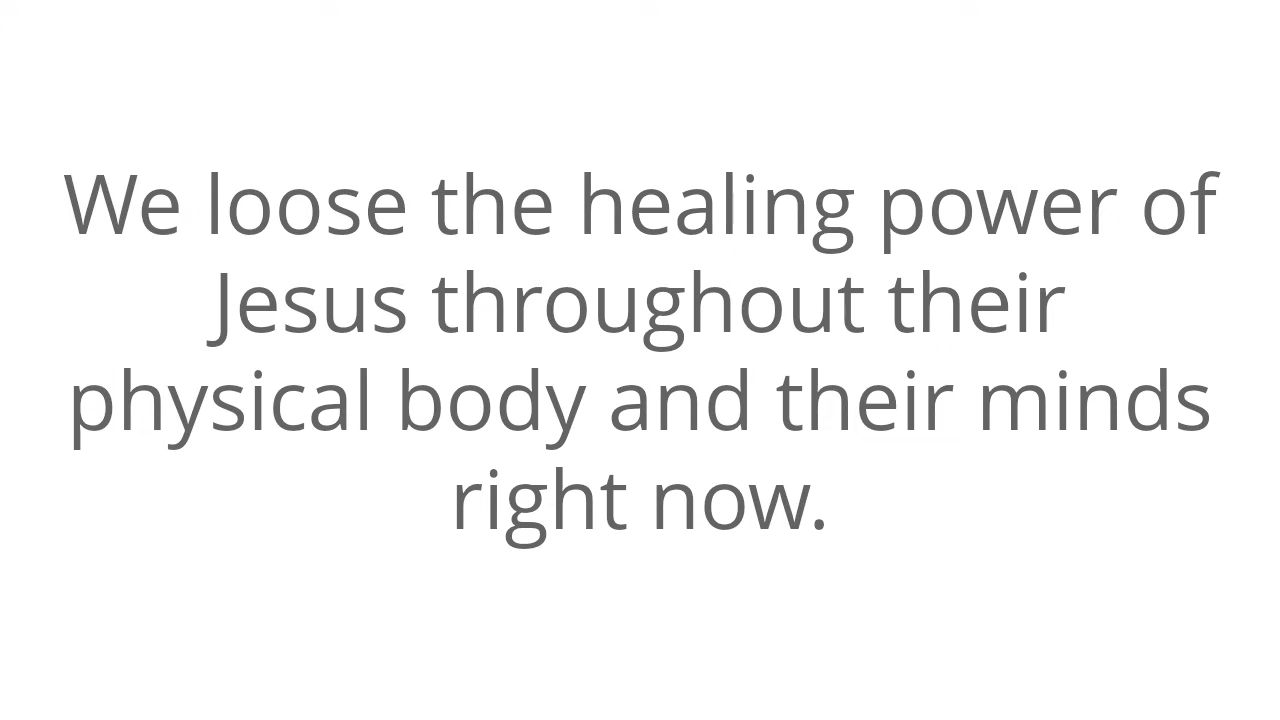 We loose the healing power of
Jesus throughout their
physical body and their minds
right now.